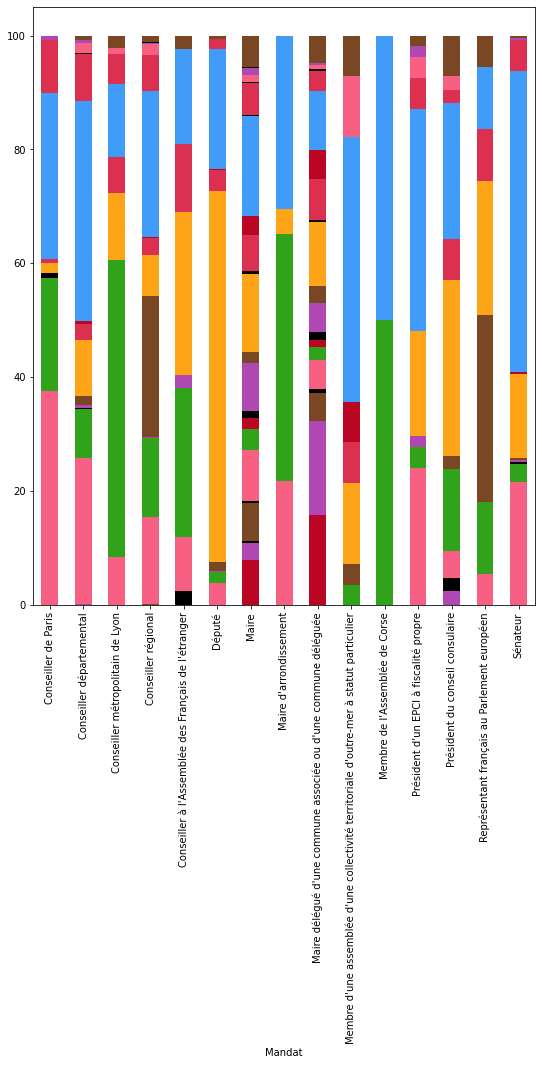 100
80
60
40
20
0
Conseiller de Paris
Conseiller départemental
Conseiller métropolitain de Lyon
Conseiller régional
Conseiller à l'Assemblée des Français de l'étranger
Député
Maire
Maire d'arrondissement
Maire délégué d'une commune associée ou d'une commune déléguée
Membre d'une assemblée d'une collectivité territoriale d'outre-mer à statut particulier
Membre de l'Assemblée de Corse
Président d'un EPCI à fiscalité propre
Président du conseil consulaire
Représentant français au Parlement européen
Sénateur
Mandat